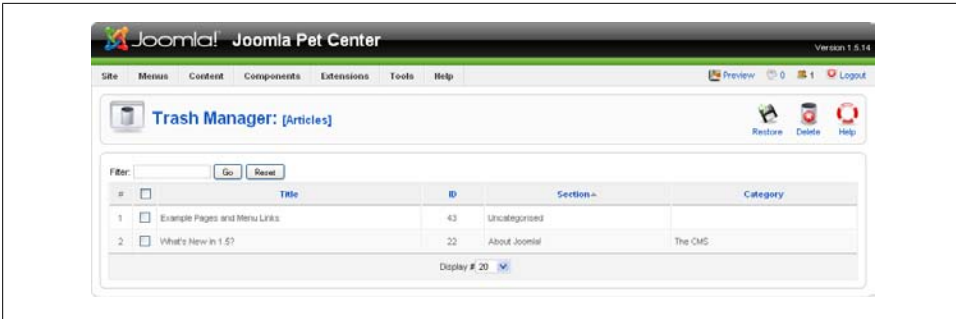 Joomla! Joomla Pet Center
Version 1.5.14
Site Menus Content Components Extensions Tools Help Preview 0 1 Logout
Trash Manager: [Articles]
Restore Delete Help
Filter: Go Reset
# Title ID Section Category
1 Example Pages and Menu Links 43 Uncategorised
2 What's New in 1.5? 22 About Joomla! The CMS
Display # 20